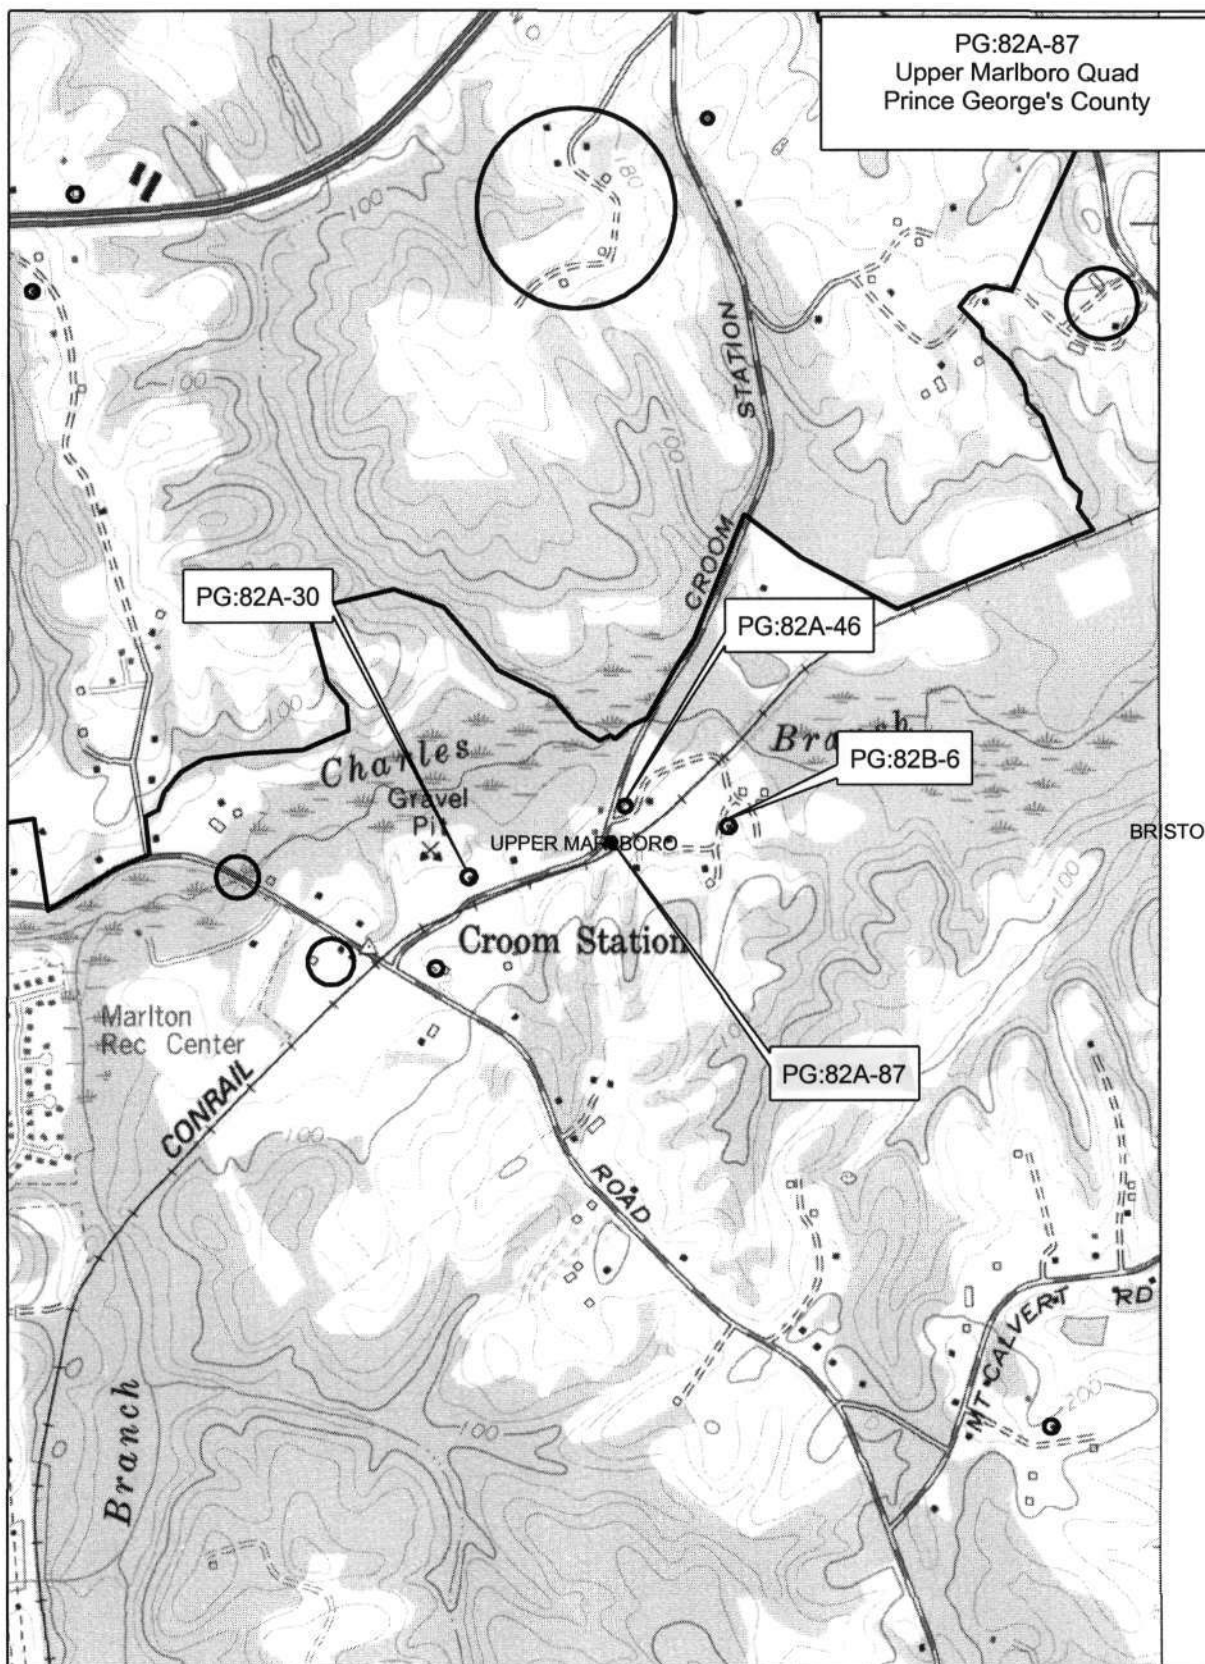 PG:82A-87
Upper Marlboro Quad
Prince George's County
180
100
100
STATION
100
CROOM
PG:82A-30
PG:82A-46
100
Branch
Charles
PG:82B-6
Gravel
Pit
UPPER MARLBORO
BRISTO
100
Croom Station
Marlton
Rec Center
PG:82A-87
CONRAIL
100
ROAD
MT CALVERT RD
200
Branch
100